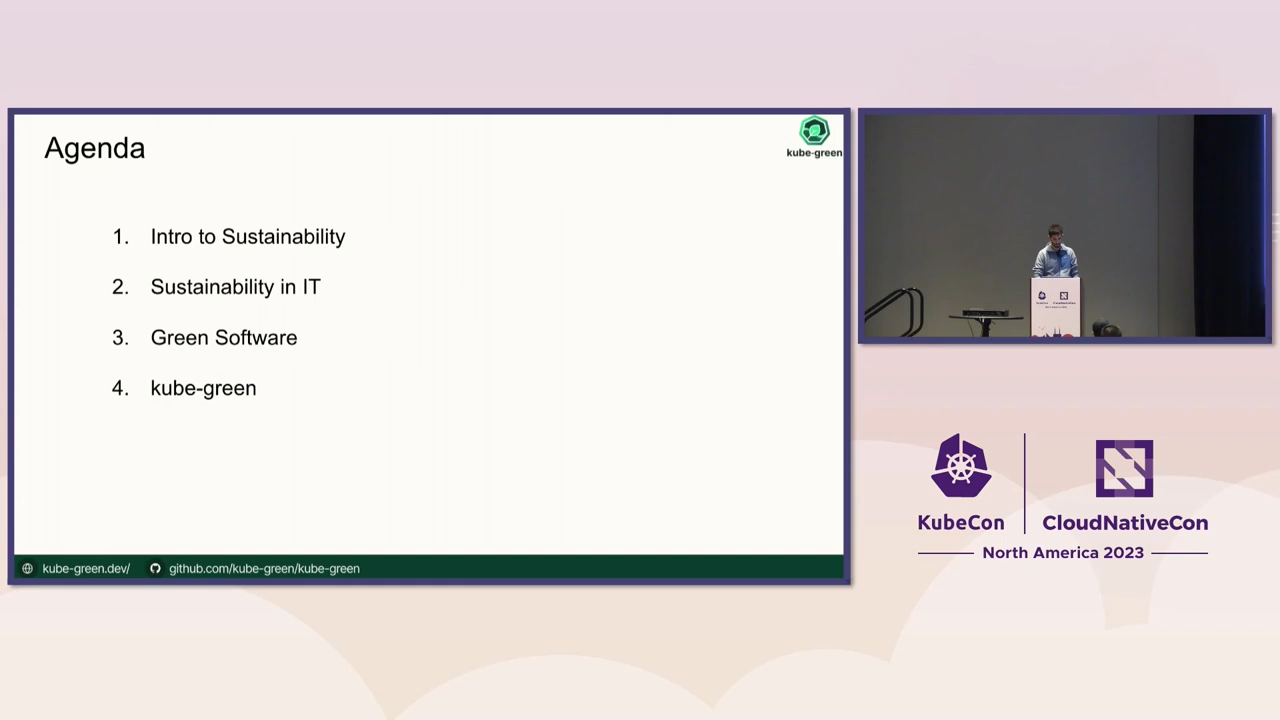 Agenda
kube-green
1. Intro to Sustainability
2. Sustainability in IT
3. Green Software
4. kube-green
kube-green.dev/ github.com/kube-green/kube-green
KubeCon CloudNativeCon
North America 2023